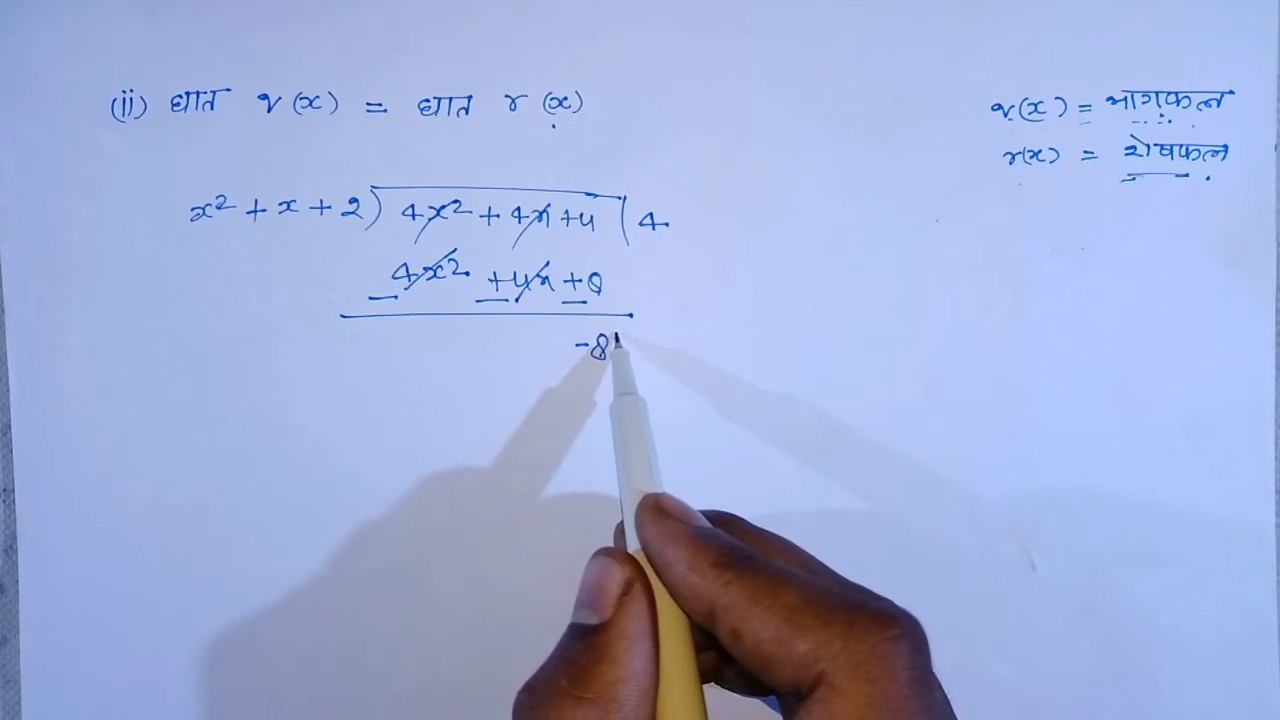 (ii) घात q(x) = घात r(x)
q(x) = भागफल
r(x) = शेषफल
x² + x + 2) 4x² + 4x + 4 ( 4
4x² + 4x + 8
-8